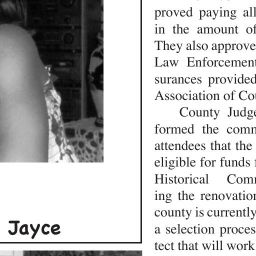 proved paying all
in the amount of
They also approve
Law Enforcement
surances provided
Association of Cou
County Judge
formed the comm
attendees that the
eligible for funds f
Historical Comm
ing the renovation
county is currently
a selection proces
tect that will work
Jayce